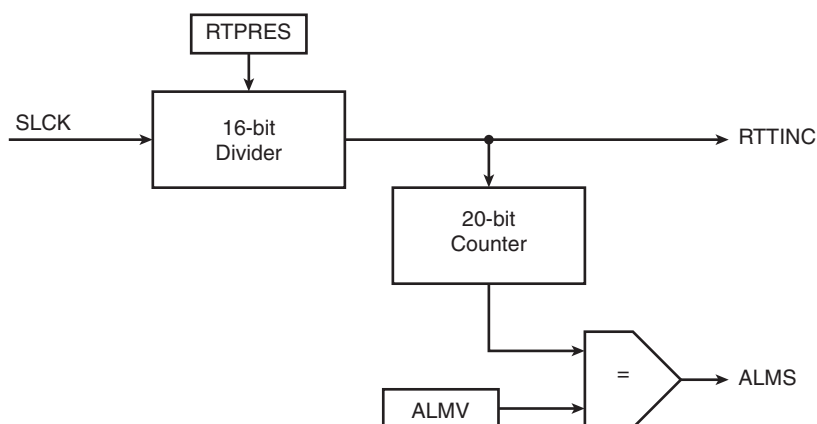 RTPRES
SLCK
16-bit
Divider
RTTINC
20-bit
Counter
=
ALMS
ALMV